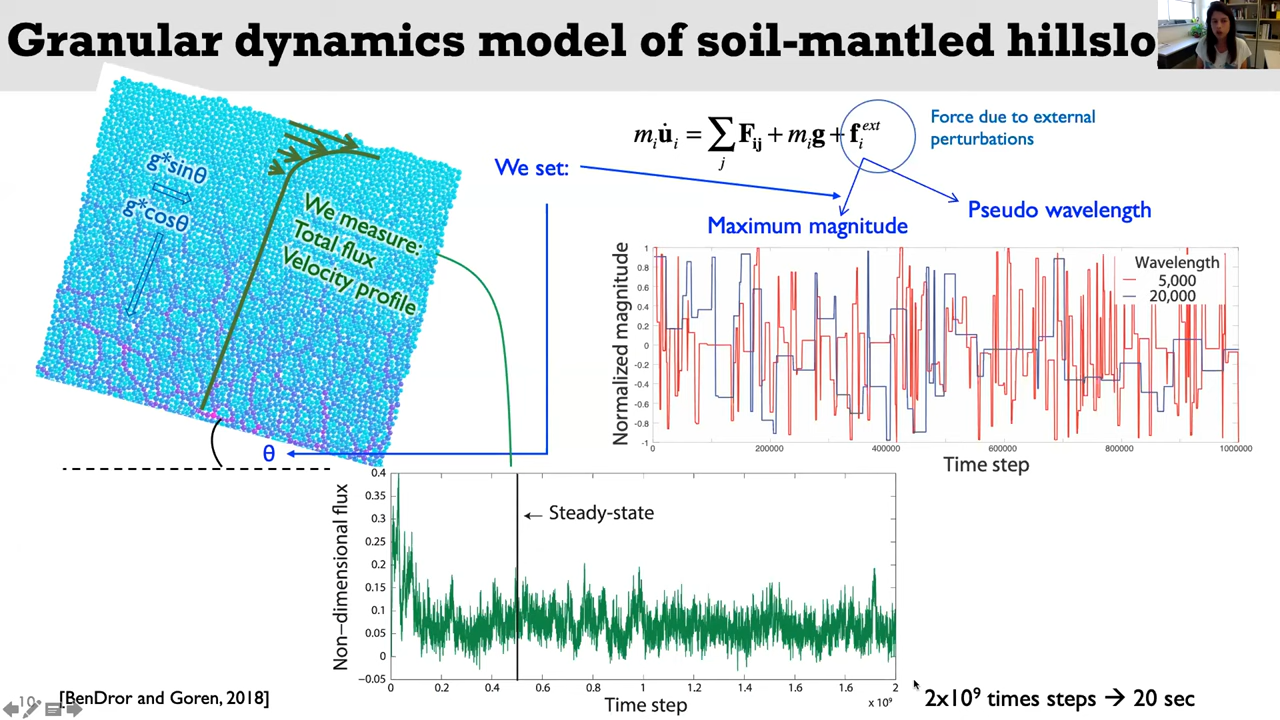 Granular dynamics model of soil-mantled hillslo
g*sinθ
g*cosθ
We measure:
Total flux
Velocity profile
θ
We set:
mᵢu̇ᵢ = ∑ⱼ Fᵢⱼ + mᵢg + fᵢᵉˣᵗ
Force due to external
perturbations
Maximum magnitude
Pseudo wavelength
Normalized magnitude
Wavelength
5,000
20,000
1
0.8
0.6
0.4
0.2
0
-0.2
-0.4
-0.6
-0.8
-1
0 200000 400000 600000 800000 1000000
Time step
Non-dimensional flux
0.4
0.35
0.3
0.25
0.2
0.15
0.1
0.05
0
-0.05
← Steady-state
0 0.2 0.4 0.6 0.8 1 1.2 1.4 1.6 1.6 2
x 10⁹
Time step
2x10⁹ times steps → 20 sec
[BenDror and Goren, 2018]
10